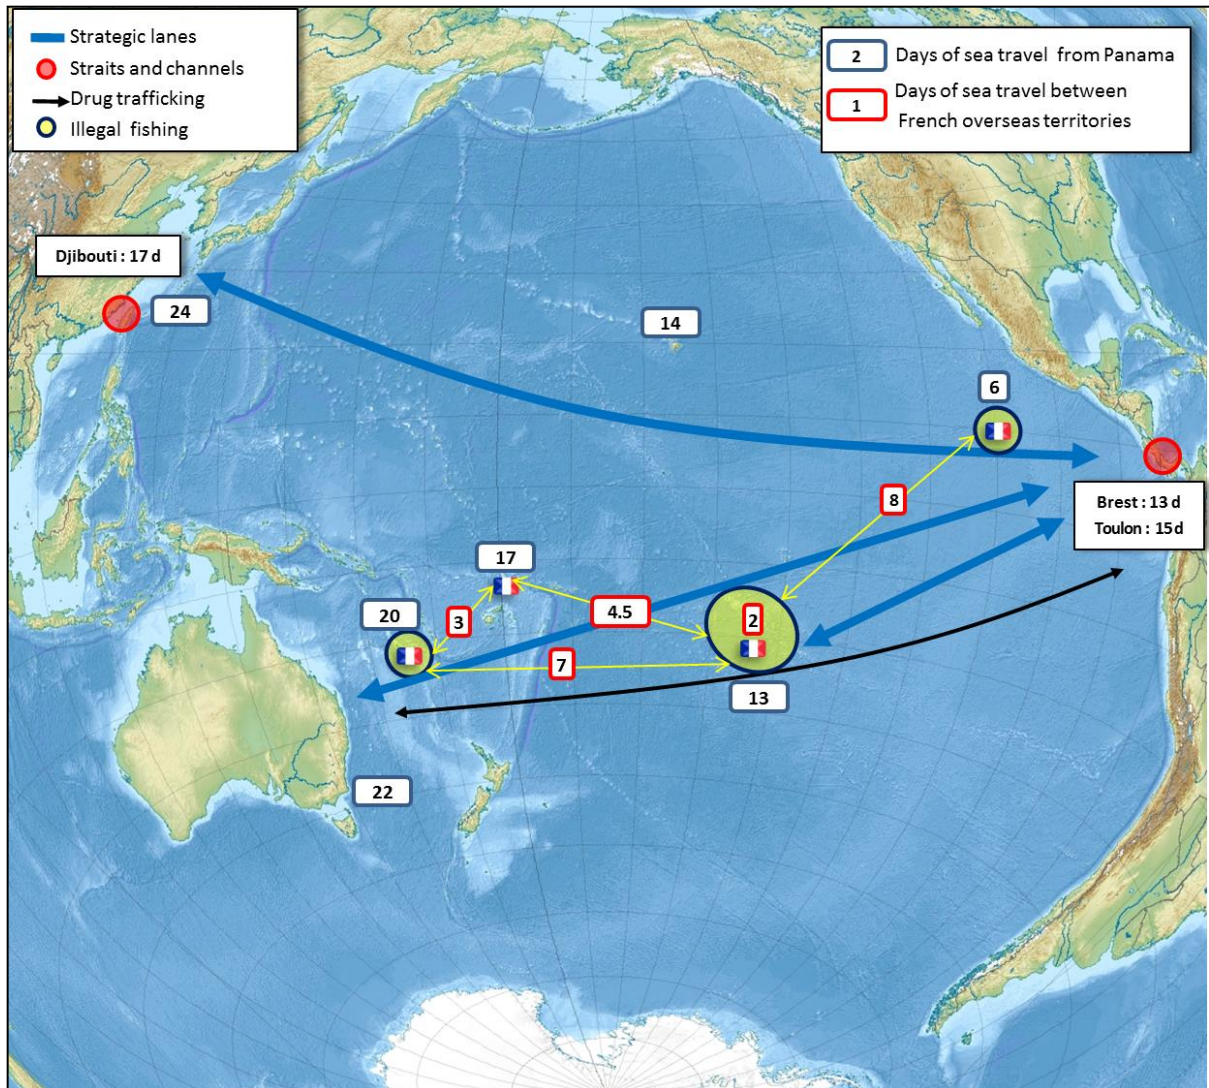 Strategic lanes
Straits and channels
Drug trafficking
Illegal fishing
2 Days of sea travel from Panama
1 Days of sea travel between
French overseas territories
Djibouti : 17 d
24
14
6
8
Brest : 13 d
Toulon : 15 d
17
20
3
4.5
2
7
13
22